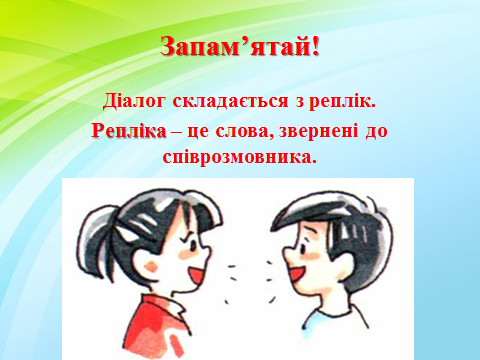 Запам’ятай!
Діалог складається з реплік.
Репліка – це слова, звернені до
співрозмовника.